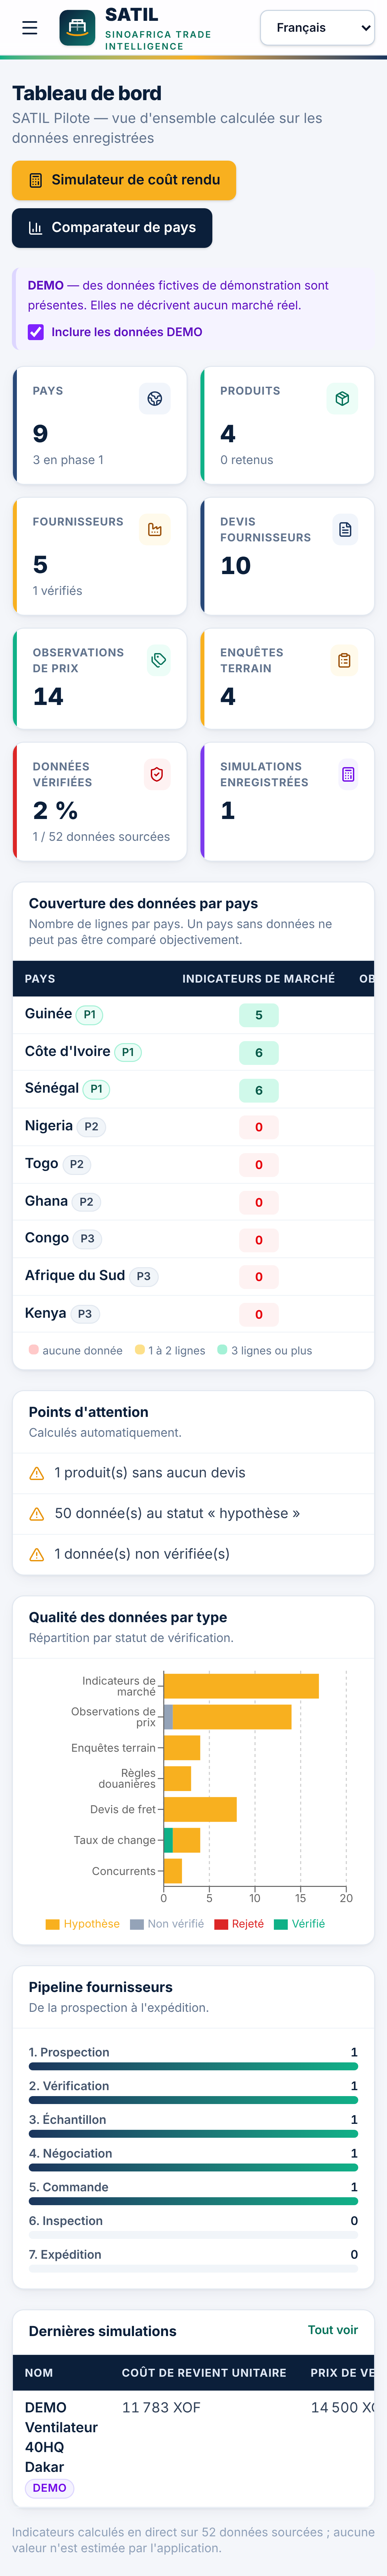 SATIL
SINOAFRICA TRADE
INTELLIGENCE
Français
Tableau de bord
SATIL Pilote — vue d'ensemble calculée sur les
données enregistrées
Simulateur de coût rendu
Comparateur de pays
DEMO — des données fictives de démonstration sont
présentes. Elles ne décrivent aucun marché réel.
Inclure les données DEMO
PAYS
9
3 en phase 1
PRODUITS
4
0 retenus
FOURNISSEURS
5
1 vérifiés
DEVIS
FOURNISSEURS
10
OBSERVATIONS
DE PRIX
14
ENQUÊTES
TERRAIN
4
DONNÉES
VÉRIFIÉES
2 %
1 / 52 données sourcées
SIMULATIONS
ENREGISTRÉES
1
Couverture des données par pays
Nombre de lignes par pays. Un pays sans données ne
peut pas être comparé objectivement.
PAYS INDICATEURS DE MARCHÉ OB
Guinée P1 5
Côte d'Ivoire P1 6
Sénégal P1 6
Nigeria P2 0
Togo P2 0
Ghana P2 0
Congo P3 0
Afrique du Sud P3 0
Kenya P3 0
aucune donnée 1 à 2 lignes 3 lignes ou plus
Points d'attention
Calculés automatiquement.
1 produit(s) sans aucun devis
50 donnée(s) au statut « hypothèse »
1 donnée(s) non vérifiée(s)
Qualité des données par type
Répartition par statut de vérification.
Indicateurs de
marché
Observations de
prix
Enquêtes terrain
Règles
douanières
Devis de fret
Taux de change
Concurrents
0 5 10 15 20
Hypothèse Non vérifié Rejeté Vérifié
Pipeline fournisseurs
De la prospection à l'expédition.
1. Prospection 1
2. Vérification 1
3. Échantillon 1
4. Négociation 1
5. Commande 1
6. Inspection 0
7. Expédition 0
Dernières simulations Tout voir
NOM COÛT DE REVIENT UNITAIRE PRIX DE VE
DEMO 11 783 XOF 14 500 XO
Ventilateur
40HQ
Dakar
DEMO
Indicateurs calculés en direct sur 52 données sourcées ; aucune
valeur n'est estimée par l'application.